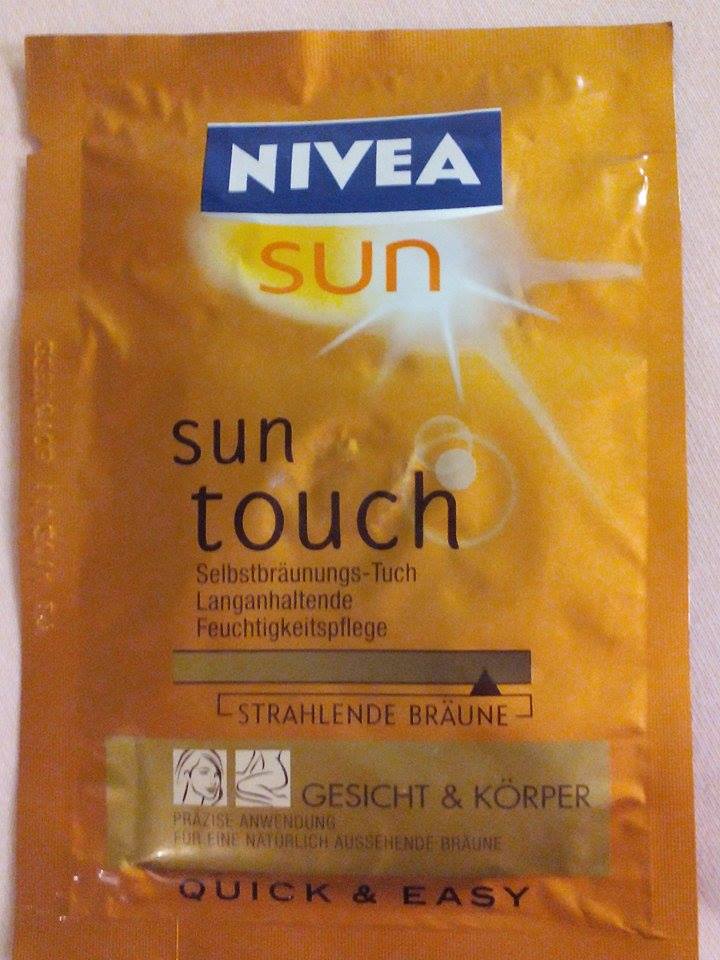 NIVEA
sun
sun
touch
Selbstbräunungs-Tuch
Langanhaltende
Feuchtigkeitspflege
STRAHLENDE BRÄUNE
GESICHT & KÖRPER
PRÄZISE ANWENDUNG
FÜR EINE NATÜRLICH AUSSEHENDE BRÄUNE
QUICK & EASY